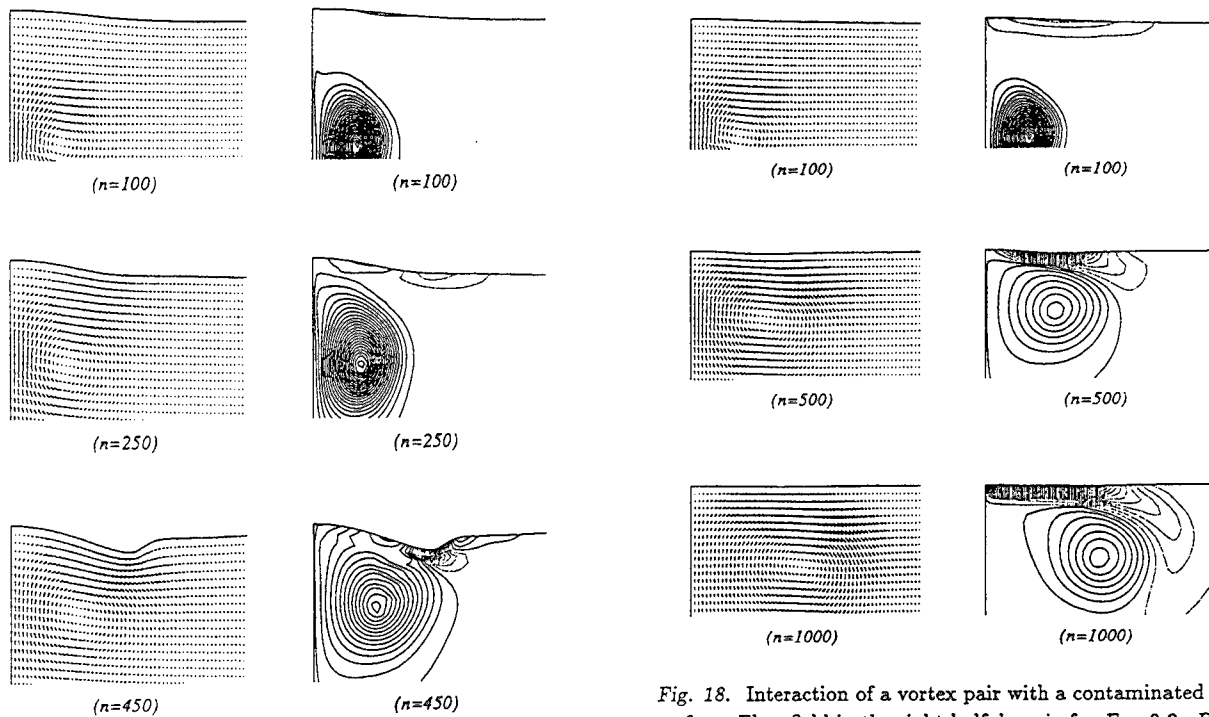 (n=100)
(n=100)
(n=250)
(n=250)
(n=450)
(n=450)
(n=100)
(n=100)
(n=500)
(n=500)
(n=1000)
(n=1000)
Fig. 18. Interaction of a vortex pair with a contaminated